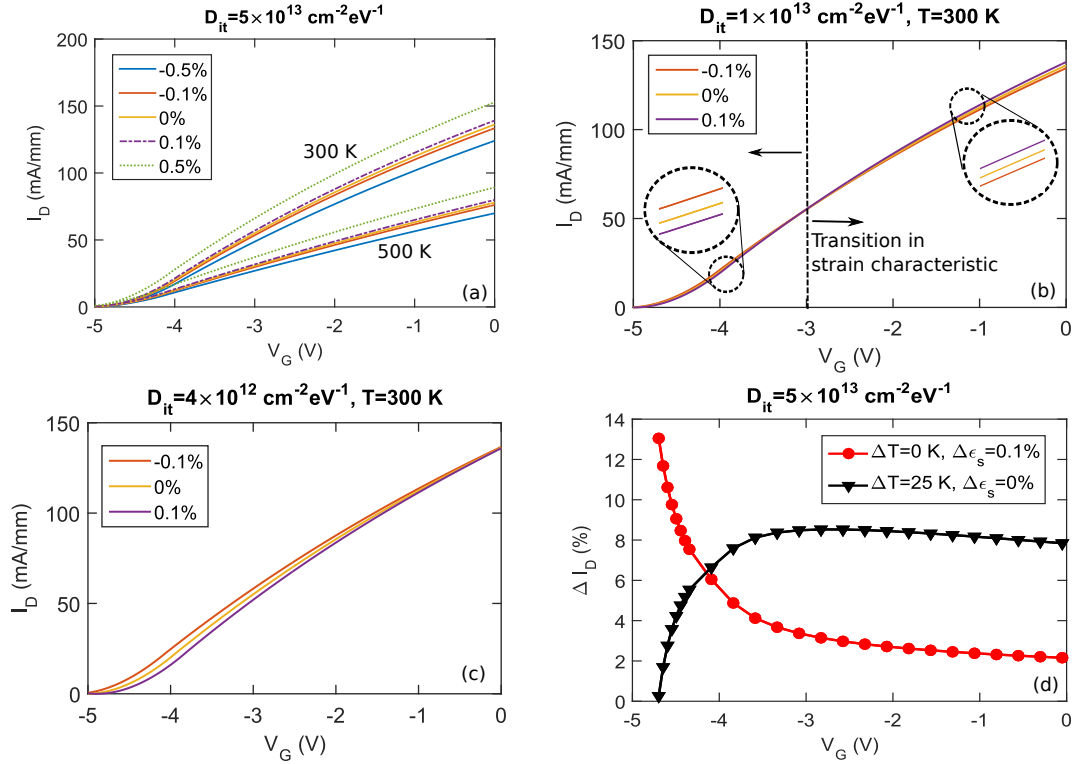 D_it=5×10^13 cm^-2eV^-1
200
150
100
50
0
I_D (mA/mm)
-0.5%
-0.1%
0%
0.1%
0.5%
300 K
500 K
(a)
-5
-4
-3
-2
-1
0
V_G (V)
D_it=1×10^13 cm^-2eV^-1, T=300 K
150
100
50
0
I_D (mA/mm)
-0.1%
0%
0.1%
Transition in
strain characteristic
(b)
-5
-4
-3
-2
-1
0
V_G (V)
D_it=4×10^12 cm^-2eV^-1, T=300 K
150
100
50
0
I_D (mA/mm)
-0.1%
0%
0.1%
(c)
-5
-4
-3
-2
-1
0
V_G (V)
D_it=5×10^13 cm^-2eV^-1
14
12
10
8
6
4
2
0
Δ I_D (%)
ΔT=0 K, Δϵ_s=0.1%
ΔT=25 K, Δϵ_s=0%
(d)
-5
-4
-3
-2
-1
0
V_G (V)